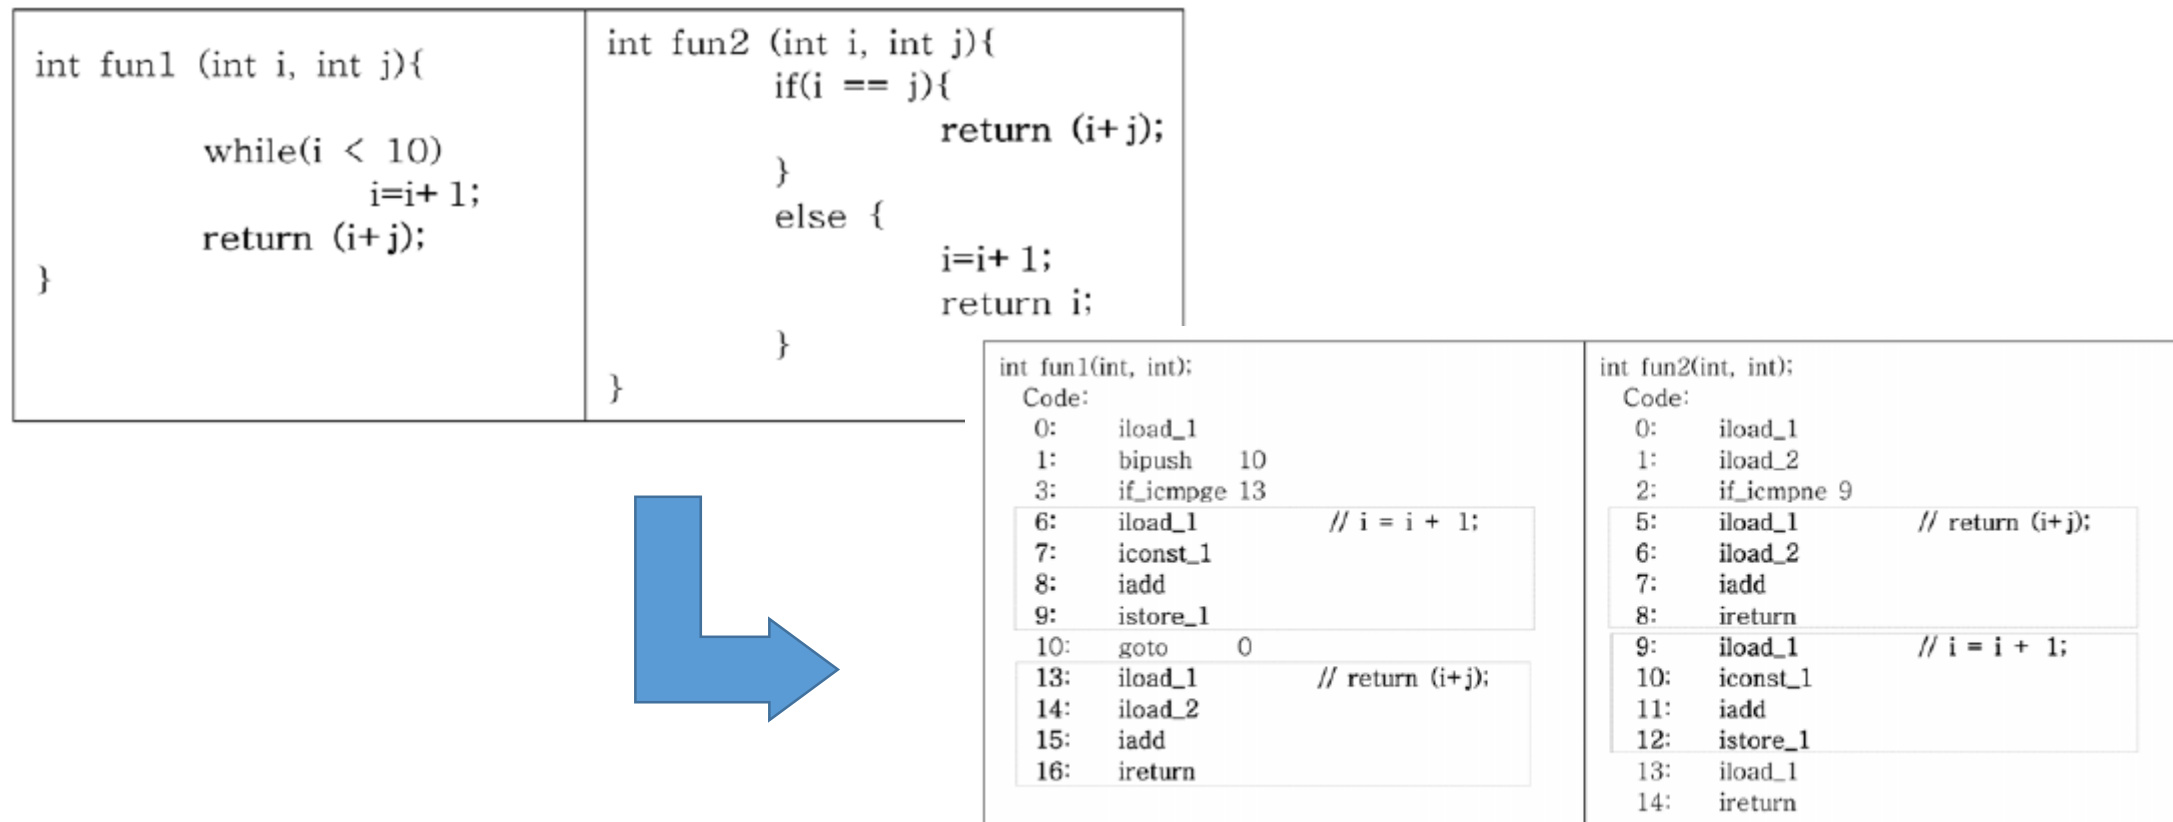 int fun1 (int i, int j){
while(i < 10)
i=i+1;
return (i+j);
}
int fun2 (int i, int j){
if(i == j){
return (i+j);
}
else {
i=i+1;
return i;
}
}
int fun1(int, int);
Code:
0: iload_1
1: bipush 10
3: if_icmpge 13
6: iload_1 // i = i + 1;
7: iconst_1
8: iadd
9: istore_1
10: goto 0
13: iload_1 // return (i+j);
14: iload_2
15: iadd
16: ireturn
int fun2(int, int);
Code:
0: iload_1
1: iload_2
2: if_icmpne 9
5: iload_1 // return (i+j);
6: iload_2
7: iadd
8: ireturn
9: iload_1 // i = i + 1;
10: iconst_1
11: iadd
12: istore_1
13: iload_1
14: ireturn